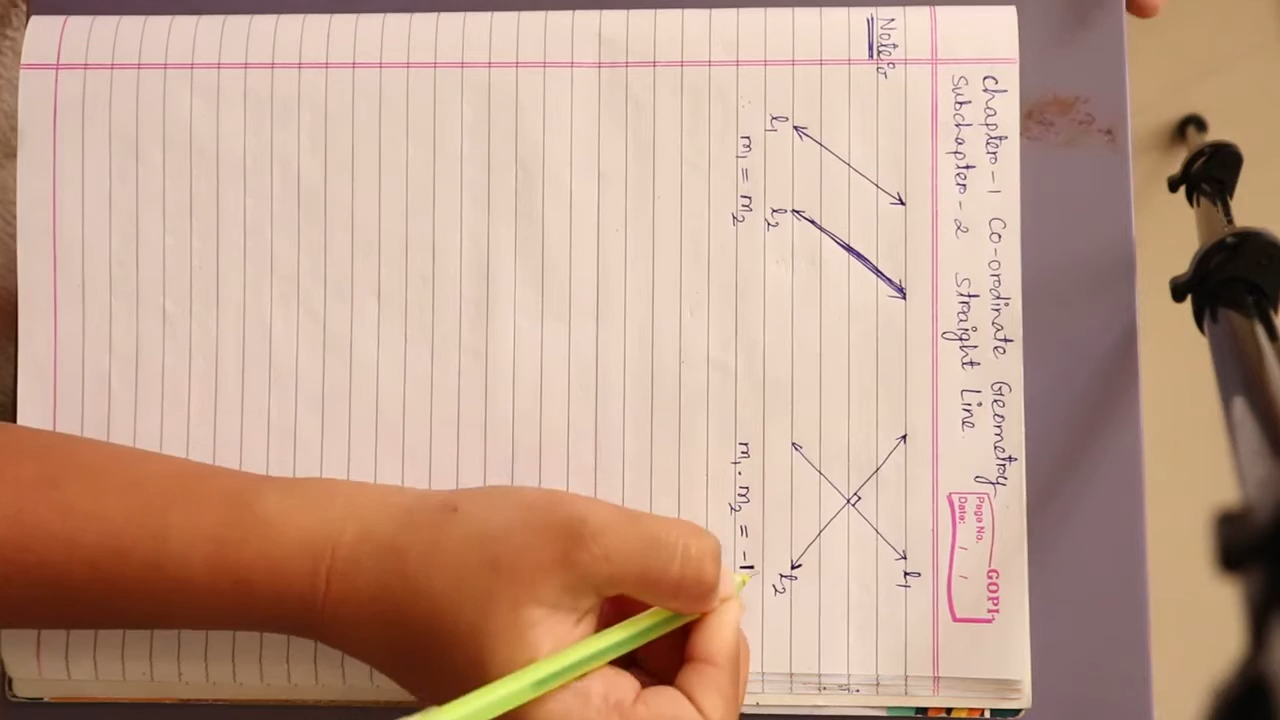 Chapter-1 Co-ordinate Geometry
Subchapter-2 Straight Line.
GOPI
Page No.
Date: / /
Note:
l1
l2
l1
l2
m1 = m2
m1 . m2 = -1